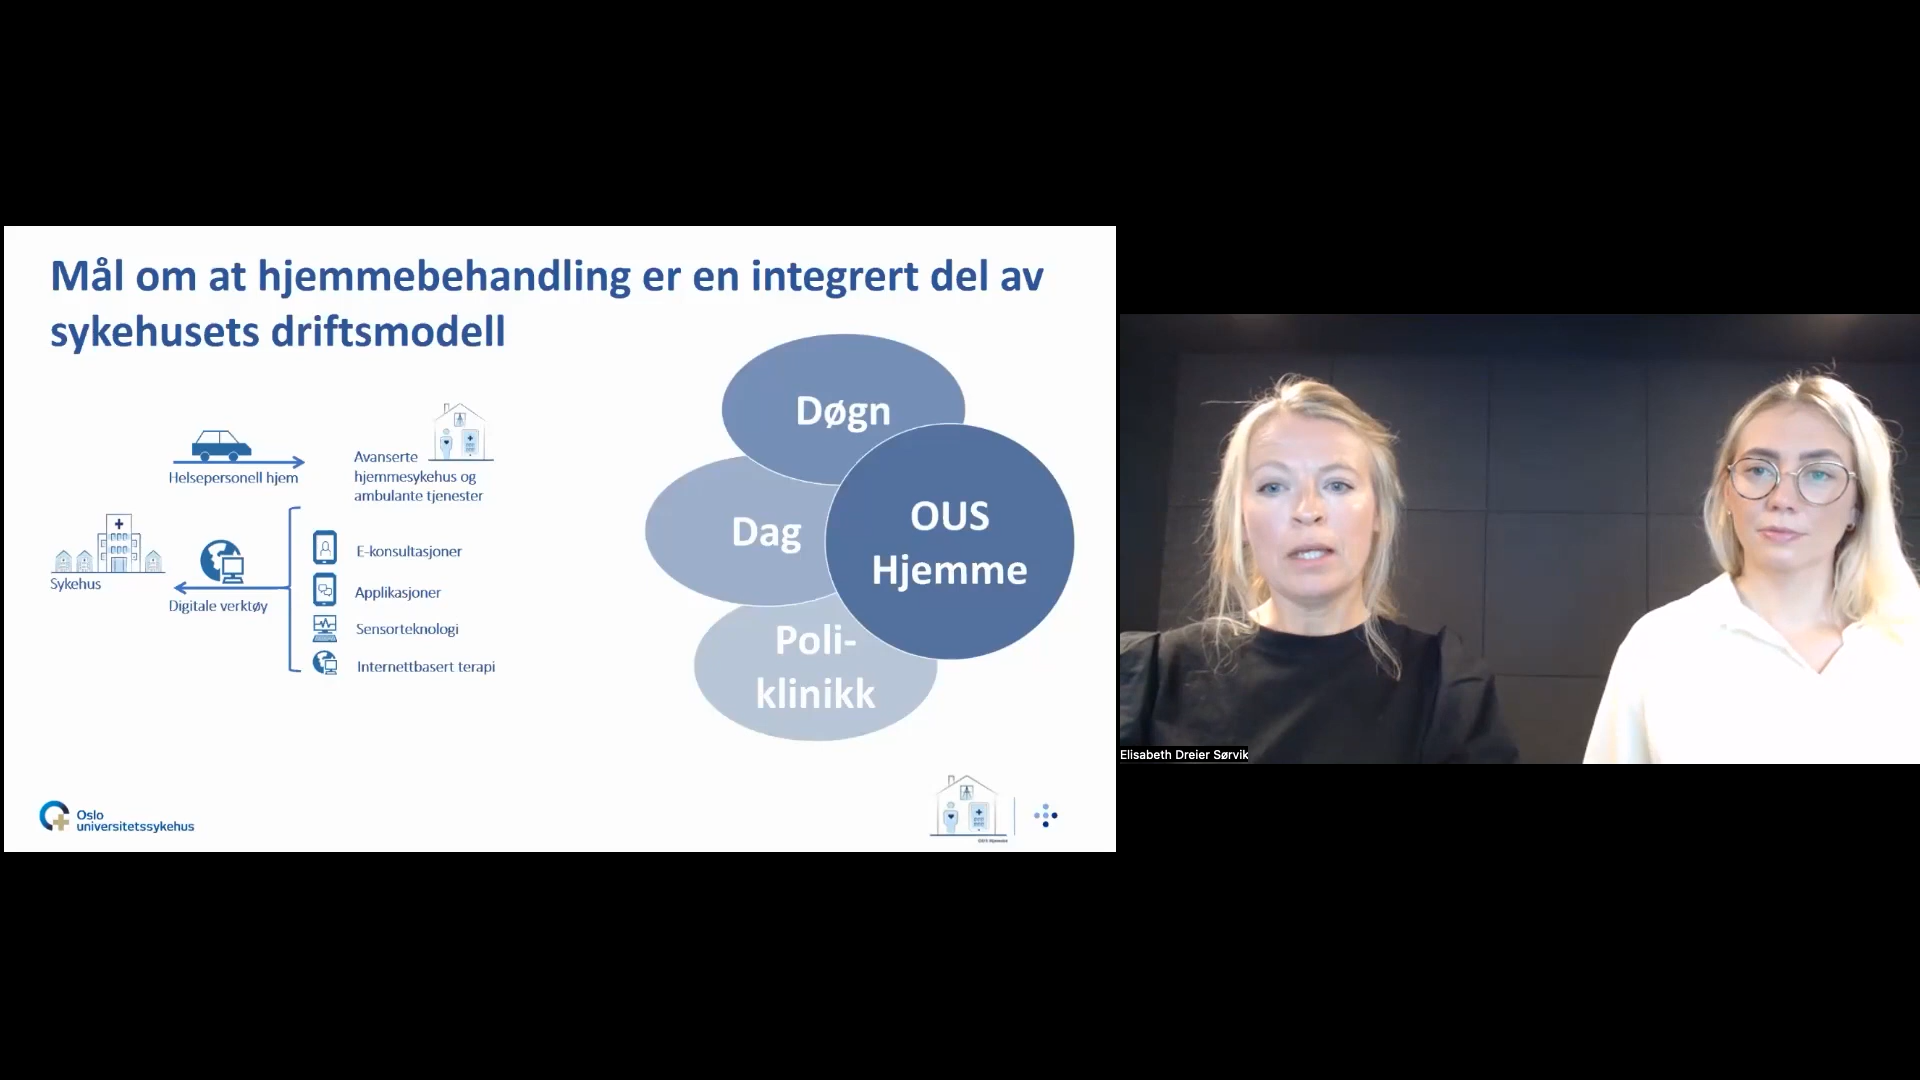 Mål om at hjemmebehandling er en integrert del av
sykehusets driftsmodell
Helsepersonell hjem
Avanserte
hjemmesykehus og
ambulante tjenester
Sykehus
Digitale verktøy
E-konsultasjoner
Applikasjoner
Sensorteknologi
Internettbasert terapi
Døgn
Dag
OUS
Hjemme
Poli-
klinikk
Oslo
universitetssykehus
Elisabeth Dreier Sørvik